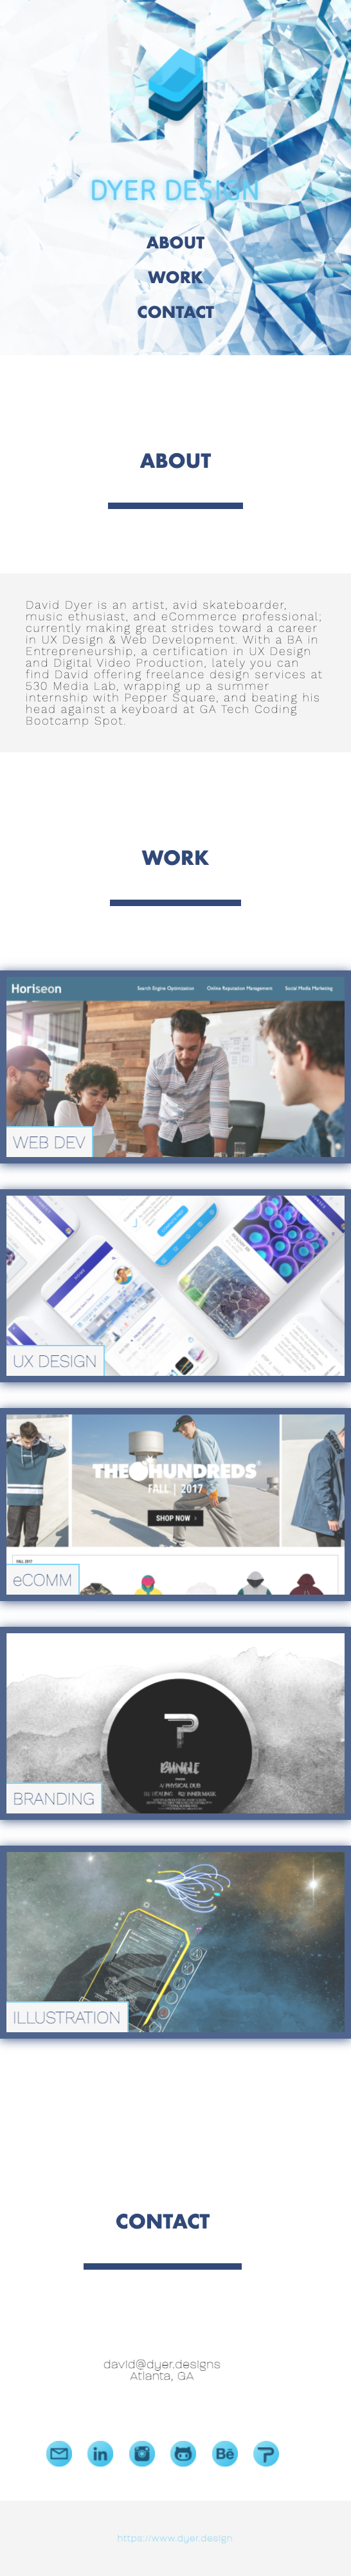 DYER DESIGN
ABOUT
WORK
CONTACT
ABOUT
David Dyer is an artist, avid skateboarder,
music ethusiast, and eCommerce professional;
currently making great strides toward a career
in UX Design & Web Development. With a BA in
Entrepreneurship, a certification in UX Design
and Digital Video Production, lately you can
find David offering freelance design services at
530 Media Lab, wrapping up a summer
internship with Pepper Square, and beating his
head against a keyboard at GA Tech Coding
Bootcamp Spot.
WORK
Horiseon
Search Engine Optimization Online Reputation Management Social Media Marketing
WEB DEV
UX DESIGN
THE HUNDREDS
FALL | 2017
SHOP NOW
FALL 2017
eCOMM
BUNGLE
A: PHYSICAL DUB
B1: HEALING B2: INNER MASK
BRANDING
ILLUSTRATION
CONTACT
david@dyer.designs
Atlanta, GA
in
Bē
https://www.dyer.design